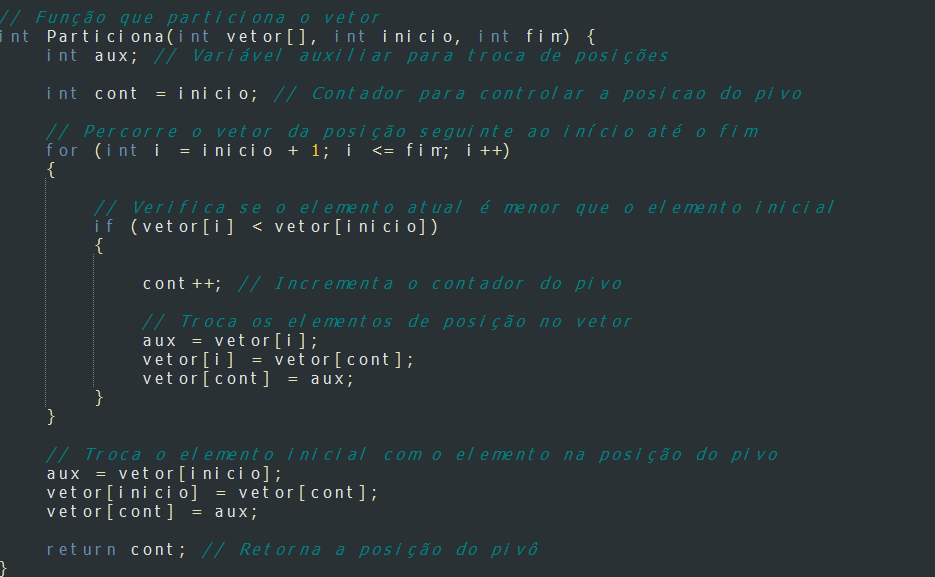 // Função que particiona o vetor
int Particiona(int vetor[], int inicio, int fim) {
    int aux; // Variável auxiliar para troca de posições
    int cont = inicio; // Contador para controlar a posicao do pivo
    // Percorre o vetor da posição seguinte ao início até o fim
    for (int i = inicio + 1; i <= fim; i++)
    {
        // Verifica se o elemento atual é menor que o elemento inicial
        if (vetor[i] < vetor[inicio])
        {
            cont++; // Incrementa o contador do pivo
            // Troca os elementos de posição no vetor
            aux = vetor[i];
            vetor[i] = vetor[cont];
            vetor[cont] = aux;
        }
    }
    // Troca o elemento inicial com o elemento na posição do pivo
    aux = vetor[inicio];
    vetor[inicio] = vetor[cont];
    vetor[cont] = aux;
    return cont; // Retorna a posição do pivô
}